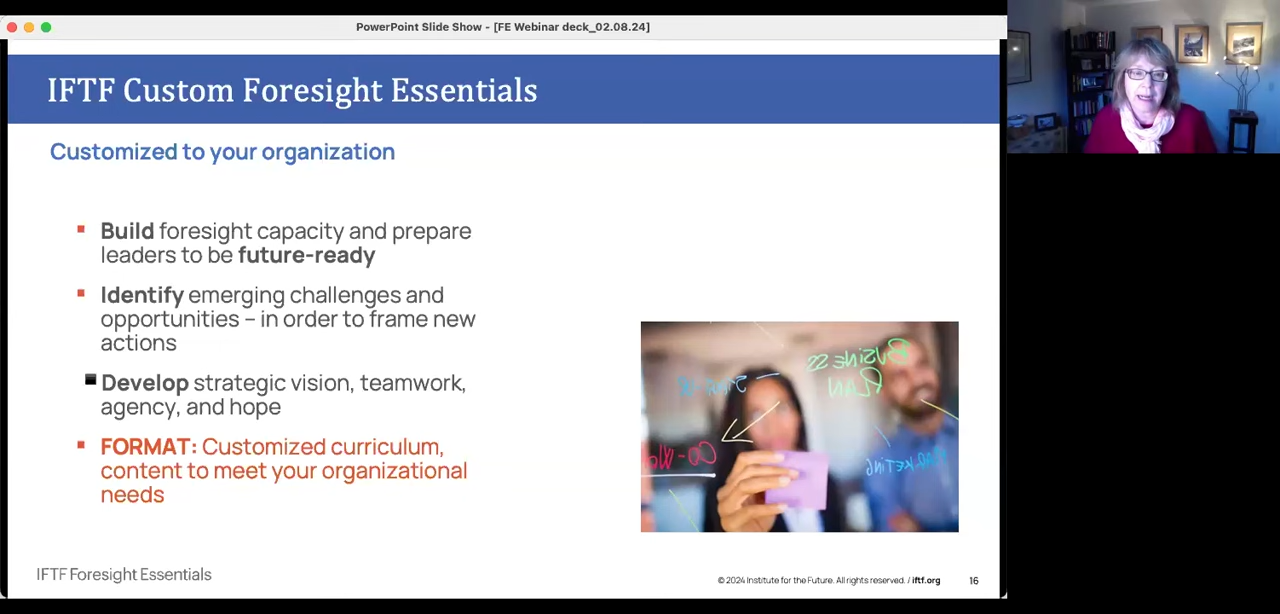 PowerPoint Slide Show - [FE Webinar deck_02.08.24]
IFTF Custom Foresight Essentials
Customized to your organization
Build foresight capacity and prepare
leaders to be future-ready
Identify emerging challenges and
opportunities – in order to frame new
actions
Develop strategic vision, teamwork,
agency, and hope
FORMAT: Customized curriculum,
content to meet your organizational
needs
BUSINESS
PLAN
MARKETING
IFTF Foresight Essentials
© 2024 Institute for the Future. All rights reserved. / iftf.org
16